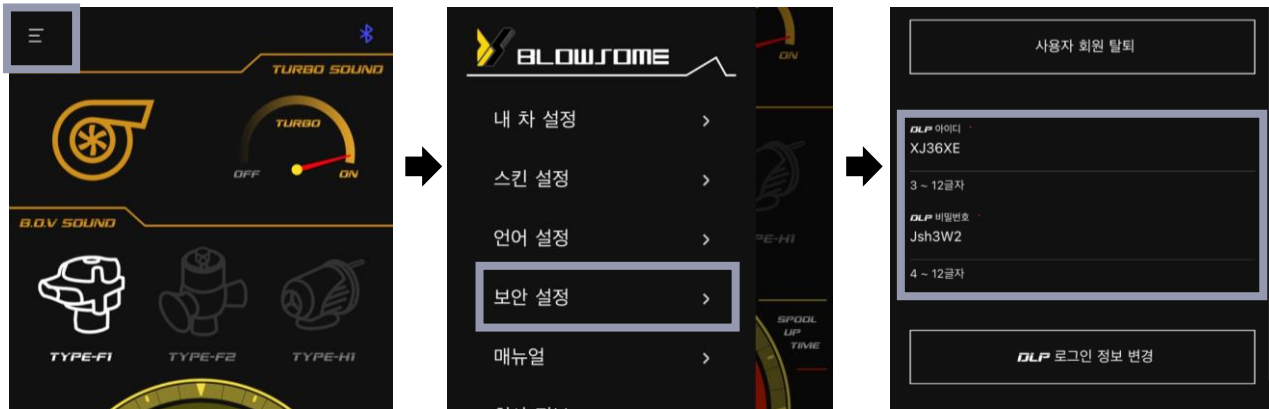 TURBO SOUND
TURBO
OFF
ON
B.O.V SOUND
TYPE-F1
TYPE-F2
TYPE-H1
BLOWSOME
내 차 설정
스킨 설정
언어 설정
보안 설정
매뉴얼
ON
PE-H1
SPOOL
UP
TIME
사용자 회원 탈퇴
DLP 아이디
XJ36XE
3 ~ 12글자
DLP 비밀번호
Jsh3W2
4 ~ 12글자
DLP 로그인 정보 변경